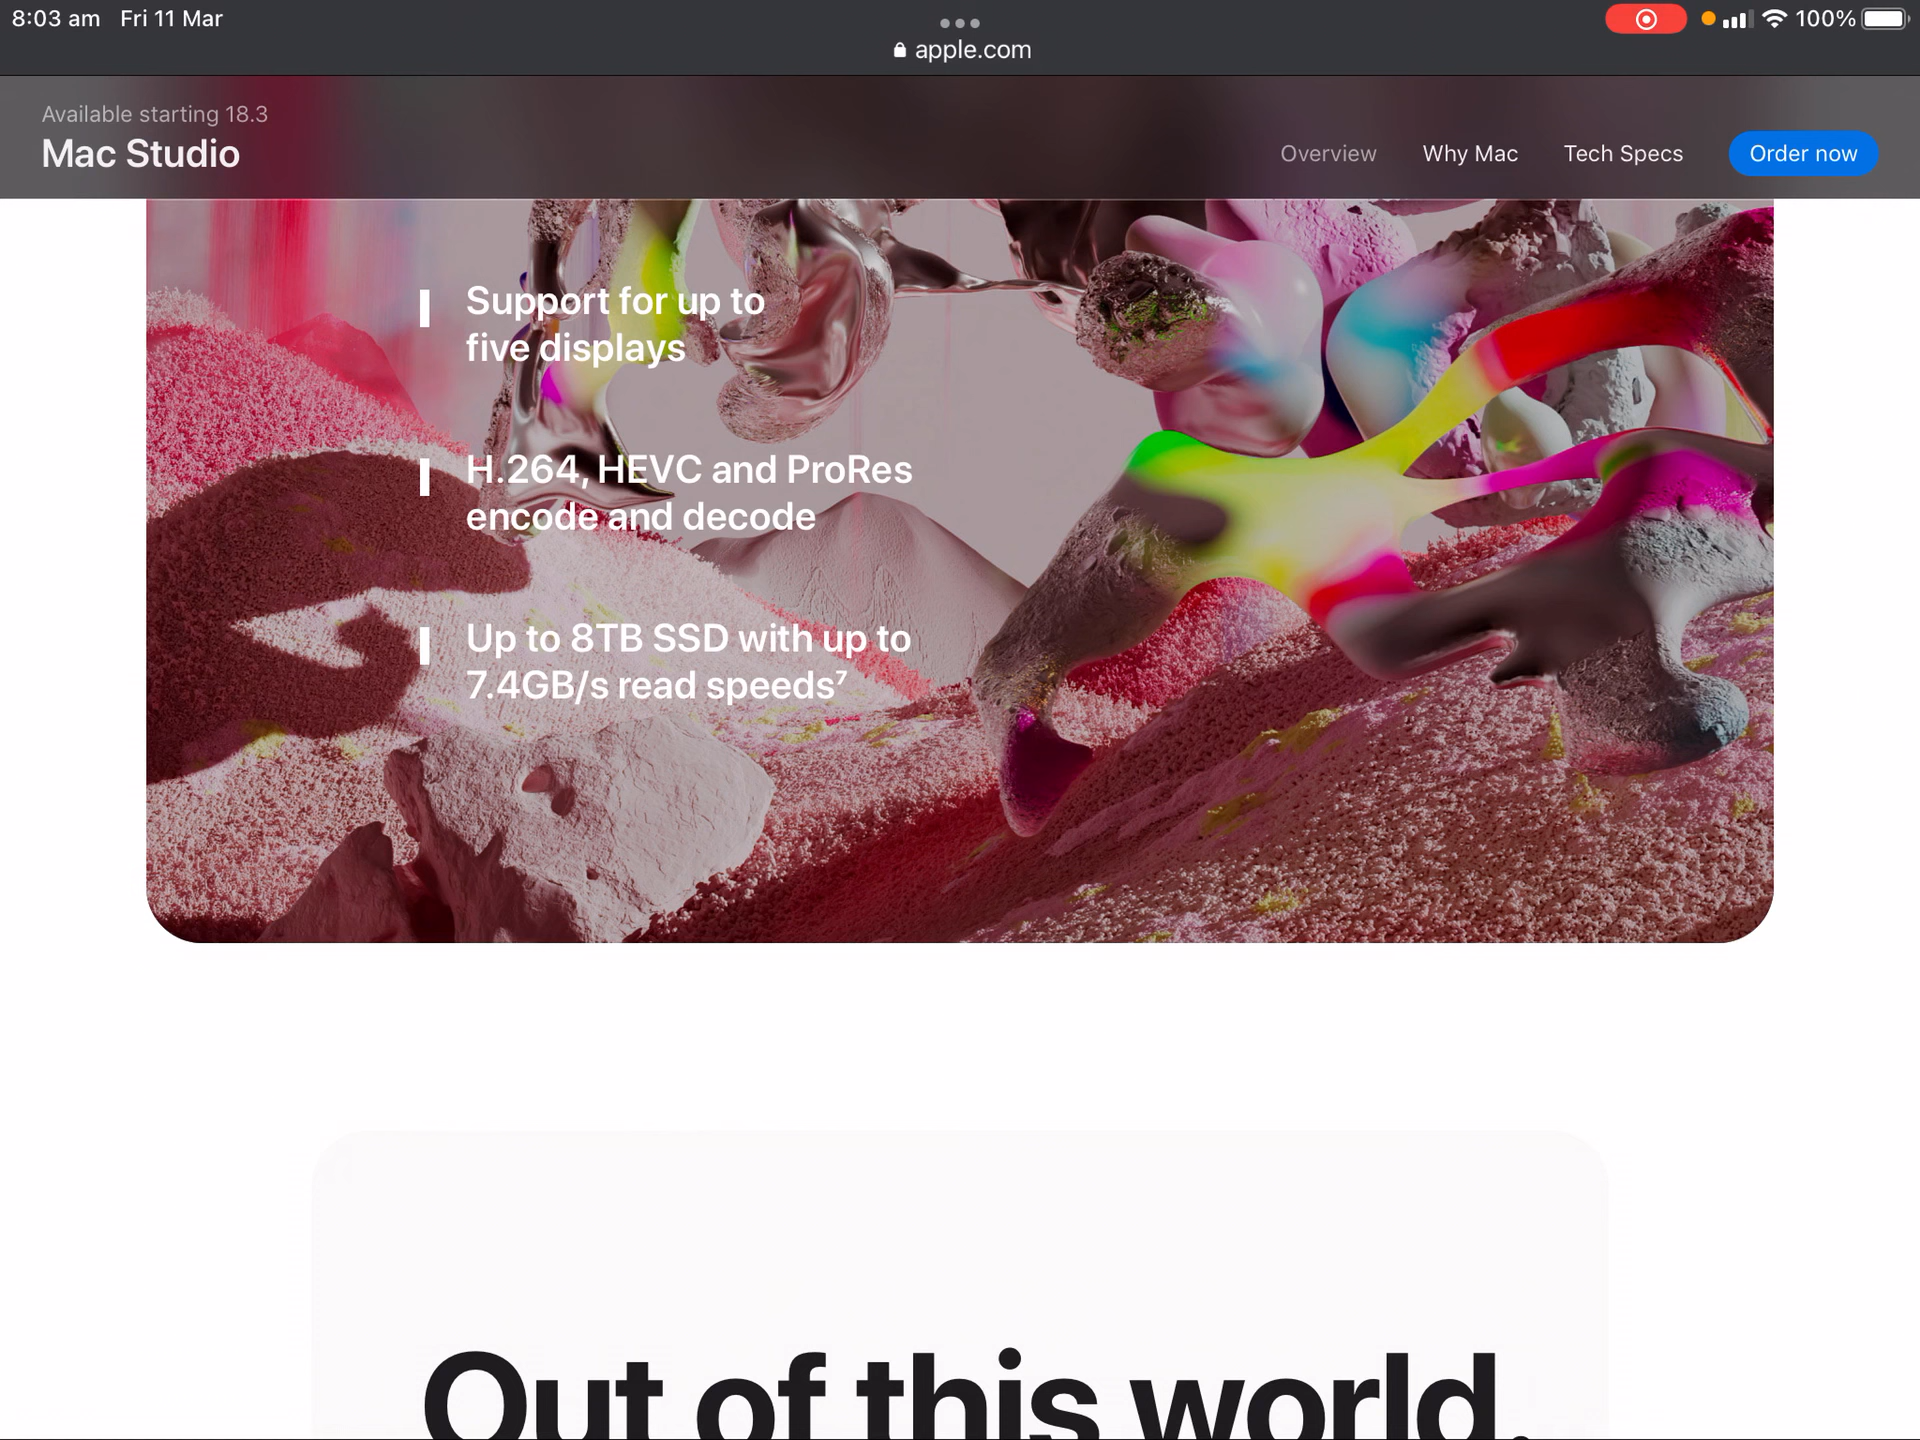 8:03 am Fri 11 Mar
100%
apple.com
Available starting 18.3
Mac Studio
Overview Why Mac Tech Specs Order now
Support for up to
five displays
H.264, HEVC and ProRes
encode and decode
Up to 8TB SSD with up to
7.4GB/s read speeds⁷
Out of this world.